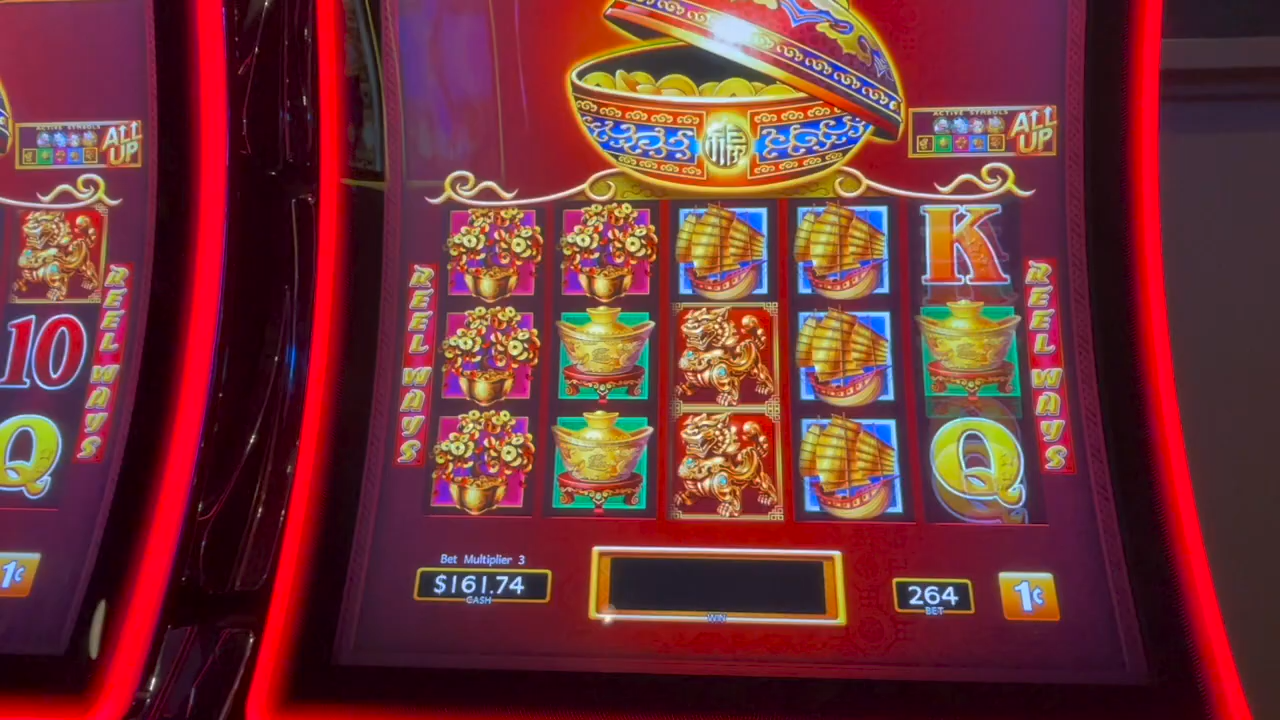 ACTIVE SYMBOLS
ALL
UP
REEL WAYS
10
Q
1¢
福
ACTIVE SYMBOLS
ALL
UP
REEL WAYS
K
Q
REEL WAYS
Bet Multiplier 3
$161.74
CASH
WIN
264
BET
1¢